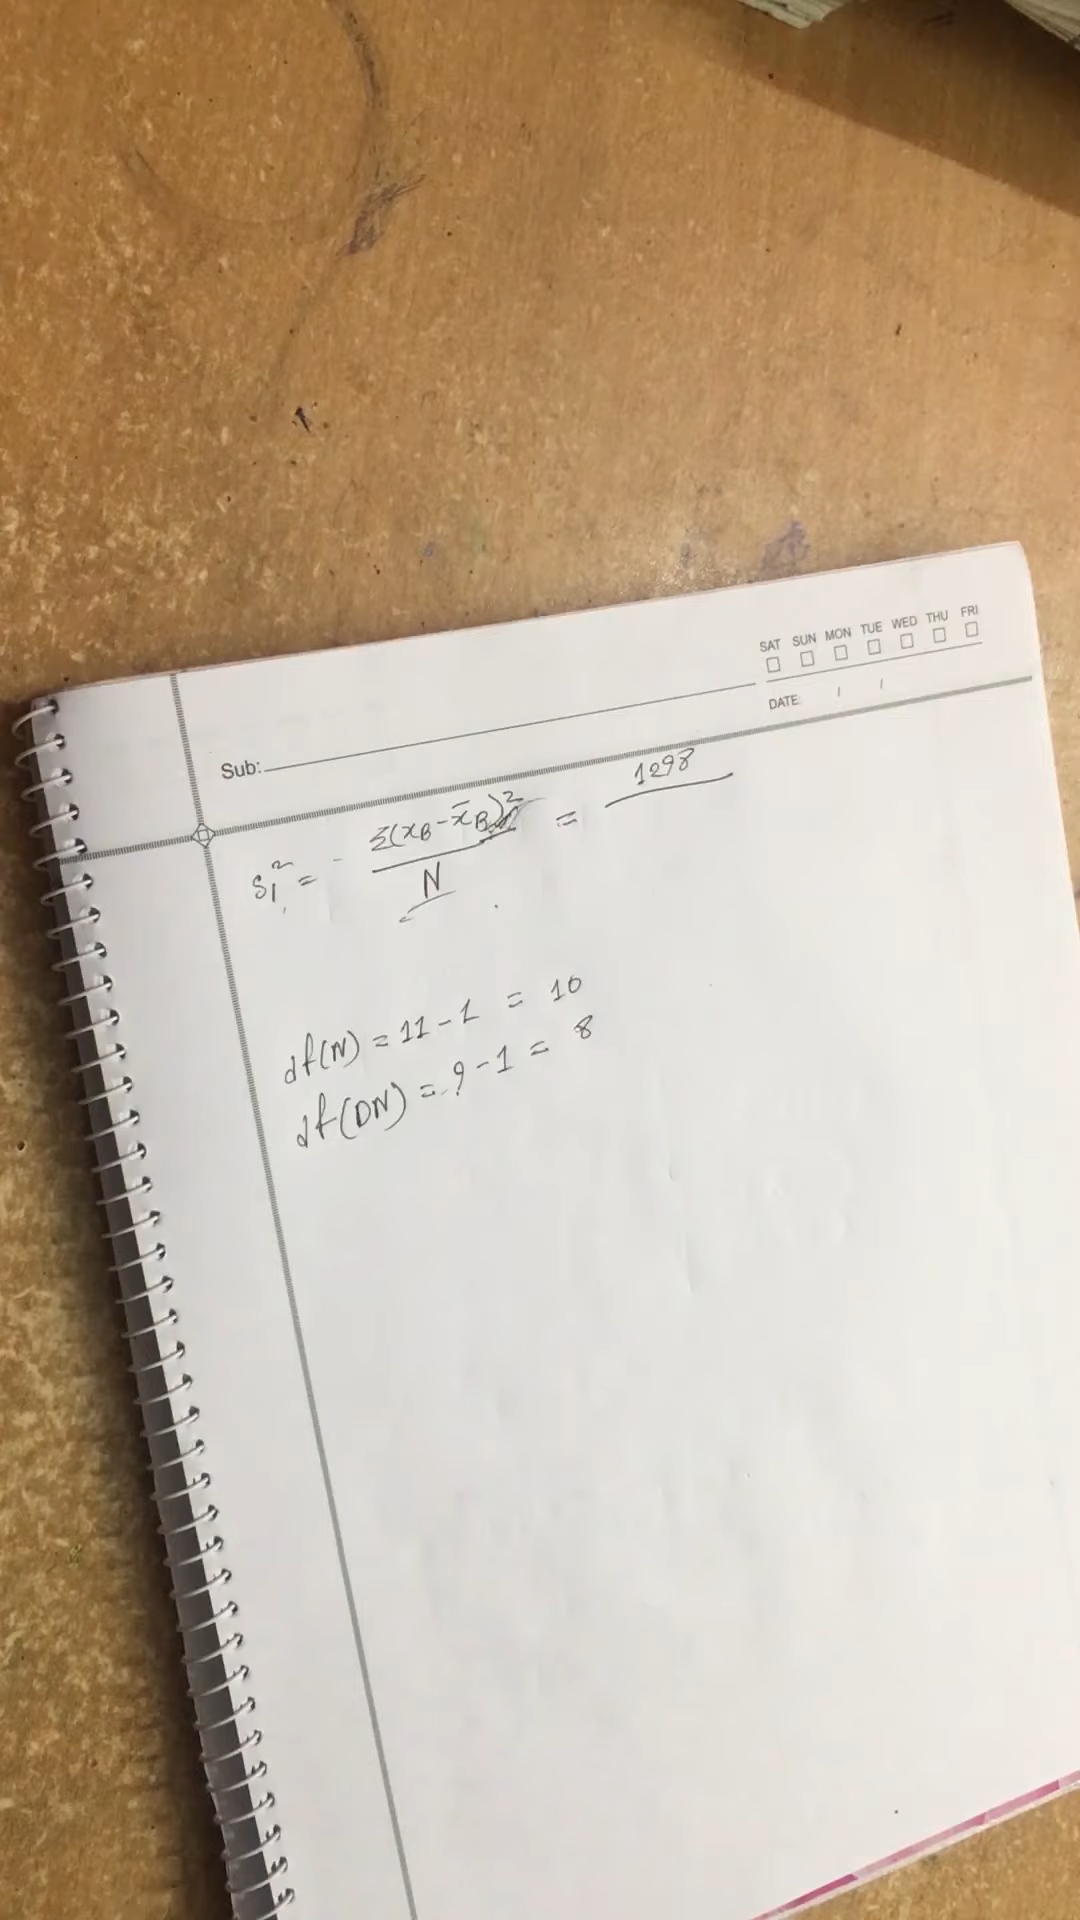 SAT SUN MON TUE WED THU FRI
DATE: / /
Sub:
S₁² = Σ(x_B - x̄_B)² / N = 1298
df(N) = 11 - 1 = 10
df(DN) = 9 - 1 = 8